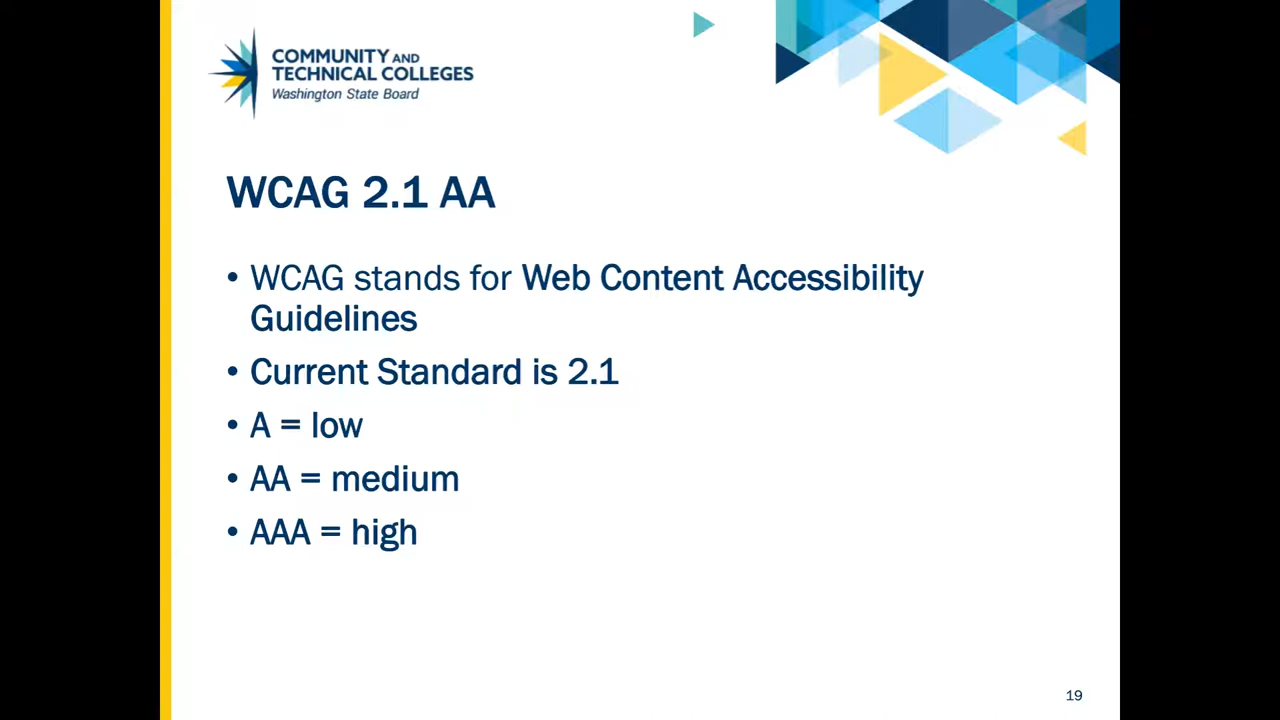 COMMUNITY AND
TECHNICAL COLLEGES
Washington State Board
WCAG 2.1 AA
• WCAG stands for Web Content Accessibility
Guidelines
• Current Standard is 2.1
• A = low
• AA = medium
• AAA = high
19